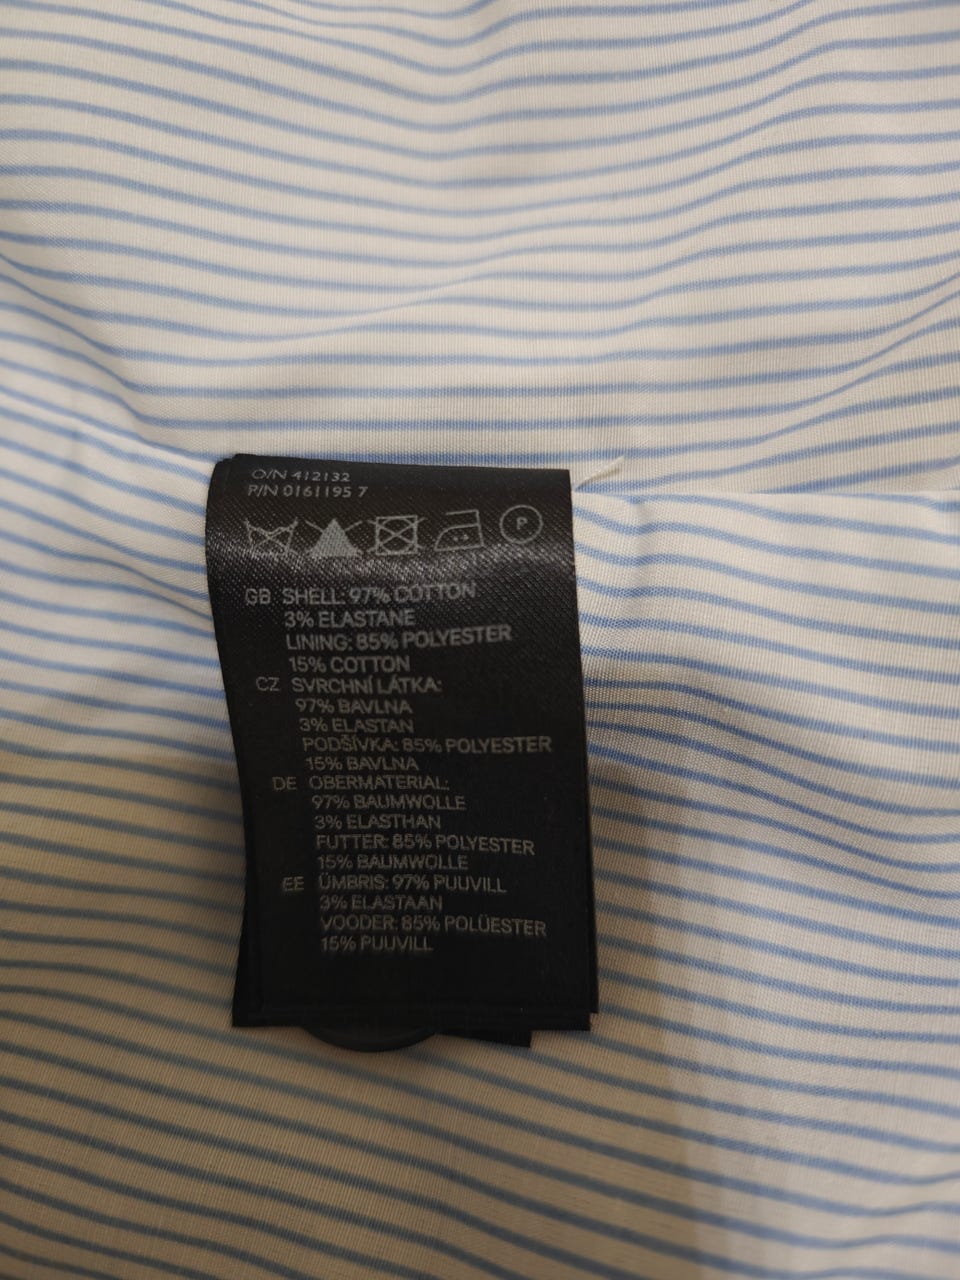 O/N 412132
P/N 0161195 7
P
GB SHELL: 97% COTTON
3% ELASTANE
LINING: 85% POLYESTER
15% COTTON
CZ SVRCHNÍ LÁTKA:
97% BAVLNA
3% ELASTAN
PODŠÍVKA: 85% POLYESTER
15% BAVLNA
DE OBERMATERIAL:
97% BAUMWOLLE
3% ELASTHAN
FUTTER: 85% POLYESTER
15% BAUMWOLLE
EE ÜMBRIS: 97% PUUVILL
3% ELASTAAN
VOODER: 85% POLÜESTER
15% PUUVILL